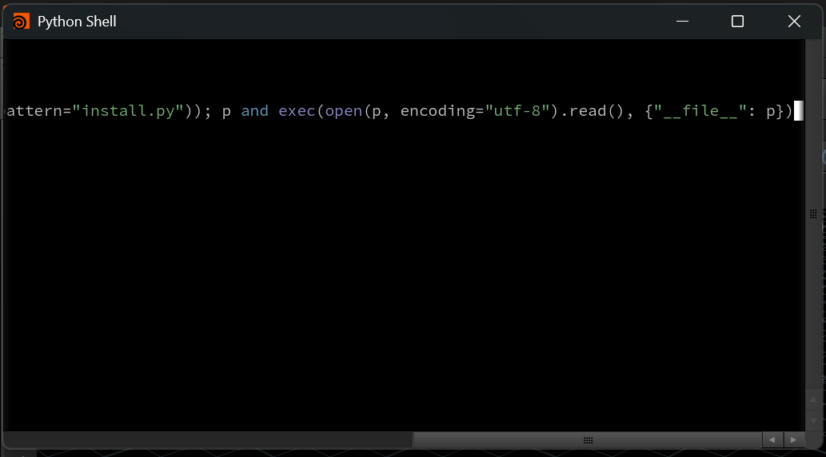 Python Shell
attern="install.py")); p and exec(open(p, encoding="utf-8").read(), {"__file__": p})